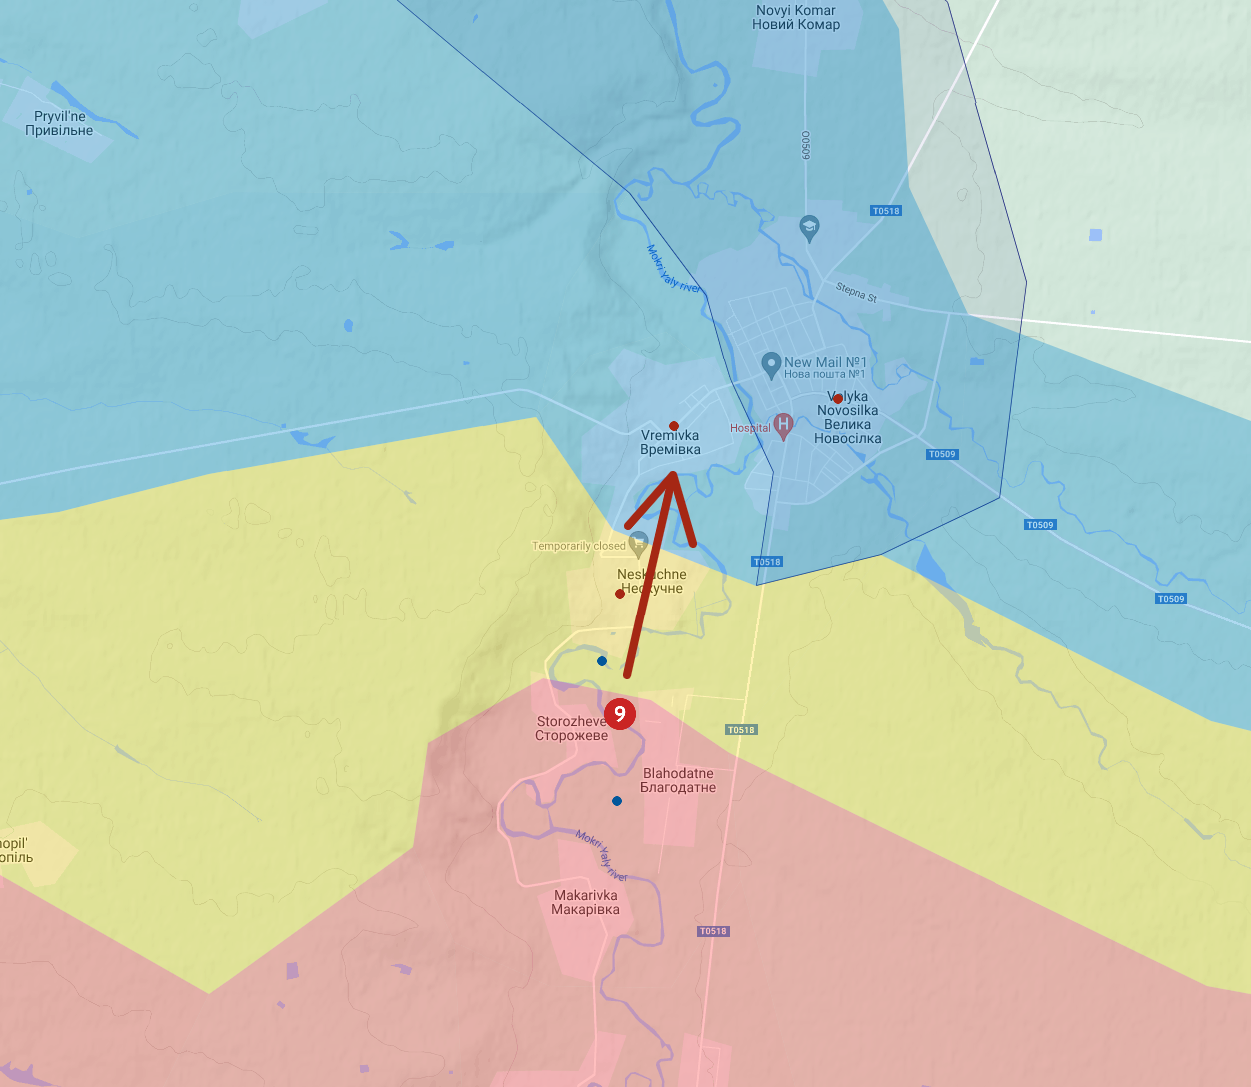 Novyi Komar
Новий Комар
Pryvil'ne
Привільне
O0509
T0518
Mokri Yaly river
Stepna St
New Mail №1
Нова пошта №1
Velyka
Novosilka
Велика
Новосілка
Hospital
H
Vremivka
Времівка
T0509
T0509
Temporarily closed
T0518
Neskuchne
Нескучне
T0509
9
Storozheve
Сторожеве
T0518
Blahodatne
Благодатне
Mokri Yaly river
opil'
опіль
Makarivka
Макарівка
T0518